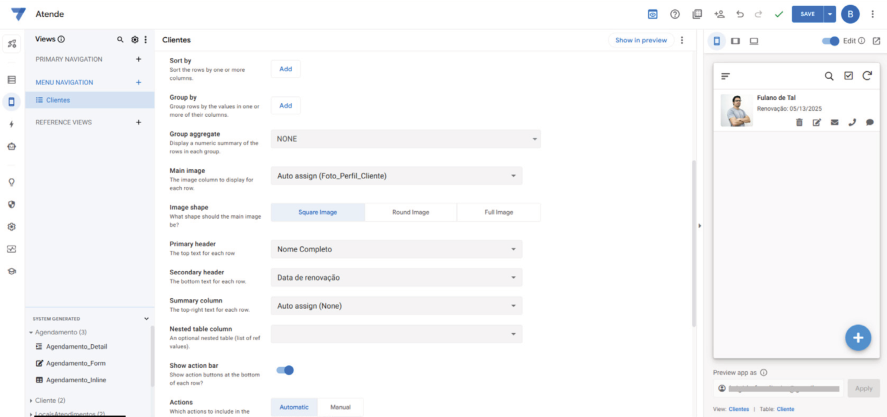 Atende
SAVE
B
Views
PRIMARY NAVIGATION
MENU NAVIGATION
Clientes
REFERENCE VIEWS
SYSTEM GENERATED
Agendamento (3)
Agendamento_Detail
Agendamento_Form
Agendamento_Inline
Cliente (2)
LocaisAtendimentos (2)
Clientes
Show in preview
Sort by
Sort the rows by one or more
columns.
Add
Group by
Group rows by the values in one or
more of their columns.
Add
Group aggregate
Display a numeric summary of the
rows in each group.
NONE
Main image
The image column to display for
each row.
Auto assign (Foto_Perfil_Cliente)
Image shape
What shape should the main image
be?
Square Image
Round Image
Full Image
Primary header
The top text for each row
Nome Completo
Secondary header
The bottom text for each row.
Data de renovação
Summary column
The top-right text for each row.
Auto assign (None)
Nested table column
An optional nested table (list of ref
values).
Show action bar
Show action buttons at the bottom
of each row?
Actions
Which actions to include in the
Automatic
Manual
Edit
Fulano de Tal
Renovação: 05/13/2025
Preview app as
Apply
View: Clientes | Table: Cliente